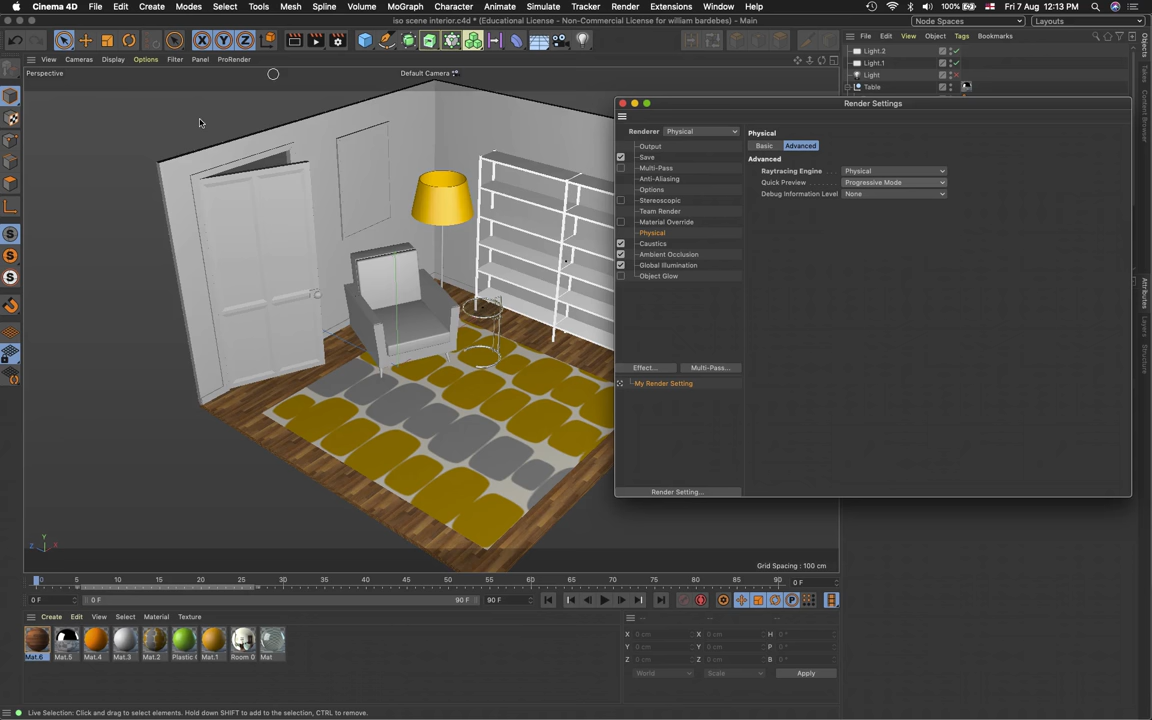 Cinema 4D File Edit Create Modes Select Tools Mesh Spline Volume MoGraph Character Animate Simulate Tracker Render Extensions Window Help 100% Fri 7 Aug 12:13 PM
iso scene interior.c4d * (Educational License - Non-Commercial License for william bardebes) - Main
Node Spaces Layouts
X Y Z
File Edit View Object Tags Bookmarks
View Cameras Display Options Filter Panel ProRender
Perspective Default Camera
Light.2
Light.1
Light
Table
Objects
Takes
Content Browser
Attributes
Layers
Structure
Render Settings
Renderer Physical
Output
Save
Multi-Pass
Anti-Aliasing
Options
Stereoscopic
Team Render
Material Override
Physical
Caustics
Ambient Occlusion
Global Illumination
Object Glow
Effect... Multi-Pass...
My Render Setting
Render Setting...
Physical
Basic Advanced
Advanced
Raytracing Engine . . . Physical
Quick Preview . . . . . . . Progressive Mode
Debug Information Level None
Y
Z X
Grid Spacing : 100 cm
0 5 10 15 20 25 30 35 40 45 50 55 60 65 70 75 80 85 90 0 F
0 F 0 F 90 F 90 F
Create Edit View Select Material Texture
Mat.6 Mat.5 Mat.4 Mat.3 Mat.2 Plastic Mat.1 Room 0 Mat
-- -- --
X 0 cm X 0 cm H 0 °
Y 0 cm Y 0 cm P 0 °
Z 0 cm Z 0 cm B 0 °
World Scale Apply
Live Selection: Click and drag to select elements. Hold down SHIFT to add to the selection, CTRL to remove.